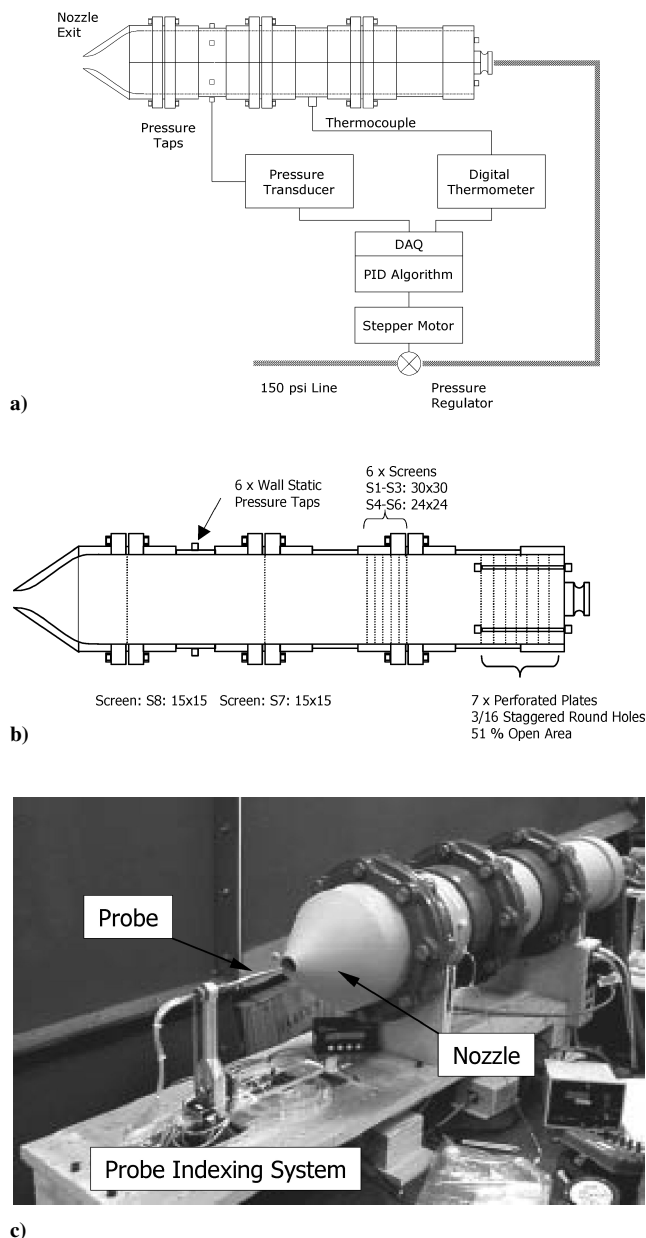 Nozzle
Exit
Pressure
Taps
Thermocouple
Pressure
Transducer
Digital
Thermometer
DAQ
PID Algorithm
Stepper Motor
150 psi Line
Pressure
Regulator
a)
6 x Wall Static
Pressure Taps
6 x Screens
S1-S3: 30x30
S4-S6: 24x24
Screen: S8: 15x15
Screen: S7: 15x15
7 x Perforated Plates
3/16 Staggered Round Holes
51 % Open Area
b)
Probe
Nozzle
Probe Indexing System
c)